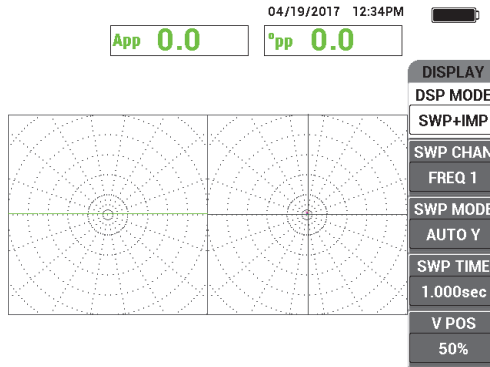 04/19/2017 12:34PM
App 0.0
°pp 0.0
DISPLAY
DSP MODE
SWP+IMP
SWP CHAN
FREQ 1
SWP MODE
AUTO Y
SWP TIME
1.000sec
V POS
50%